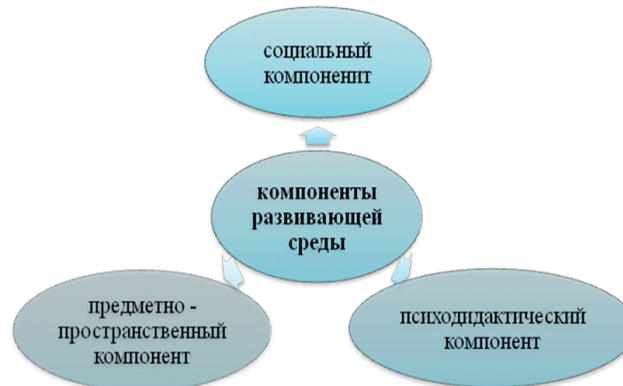 социальный
компоненит
компоненты
развивающей
среды
предметно -
пространственный
компонент
психодидактический
компонент